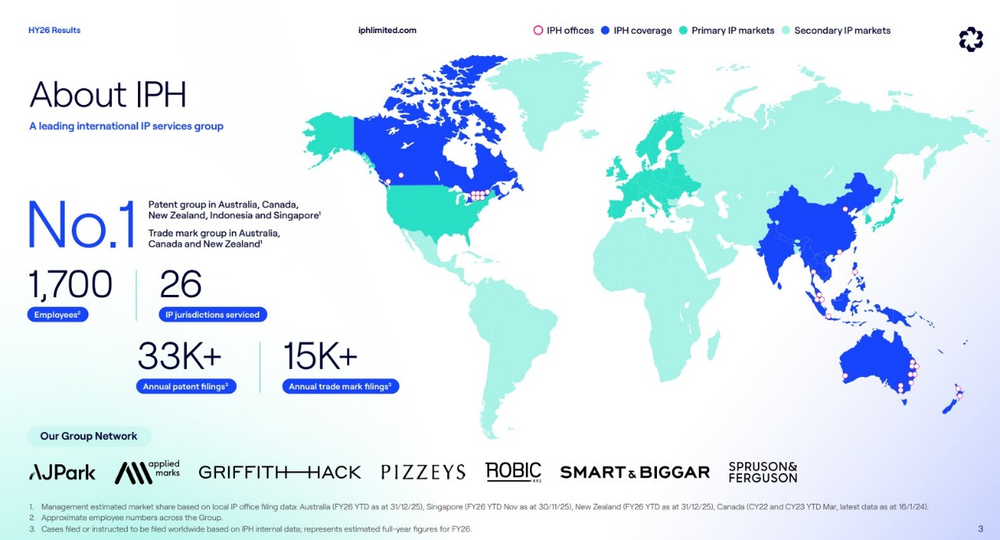 HY26 Results
iphlimited.com
IPH offices
IPH coverage
Primary IP markets
Secondary IP markets
About IPH
A leading international IP services group
No.1
Patent group in Australia, Canada,
New Zealand, Indonesia and Singapore¹
Trade mark group in Australia,
Canada and New Zealand¹
1,700
Employees²
26
IP jurisdictions serviced
33K+
Annual patent filings³
15K+
Annual trade mark filings³
Our Group Network
AJPark
applied
marks
GRIFFITH HACK
PIZZEYS
ROBIC
1892
SMART & BIGGAR
SPRUSON&
FERGUSON
1. Management estimated market share based on local IP office filing data: Australia (FY26 YTD as at 31/12/25), Singapore (FY26 YTD Nov as at 30/11/25), New Zealand (FY26 YTD as at 31/12/25), Canada (CY22 and CY23 YTD Mar, latest data as at 16/1/24).
2. Approximate employee numbers across the Group.
3. Cases filed or instructed to be filed worldwide based on IPH internal data; represents estimated full-year figures for FY26.
3